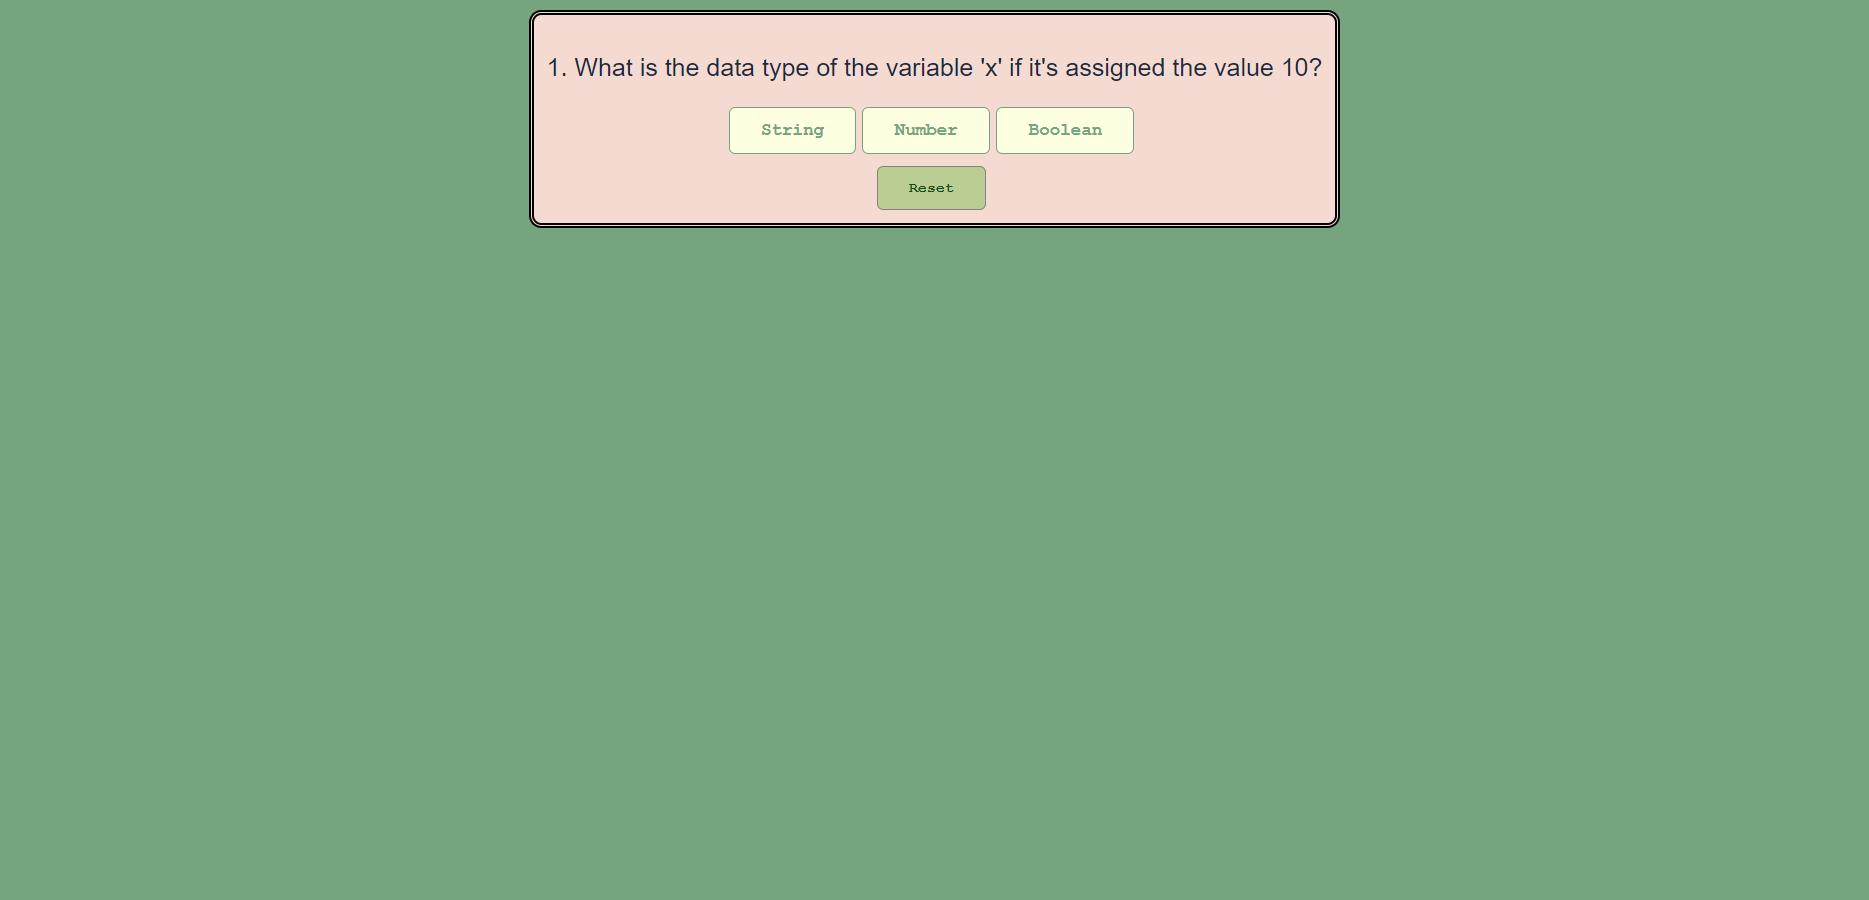 1. What is the data type of the variable 'x' if it's assigned the value 10?
String Number Boolean
Reset